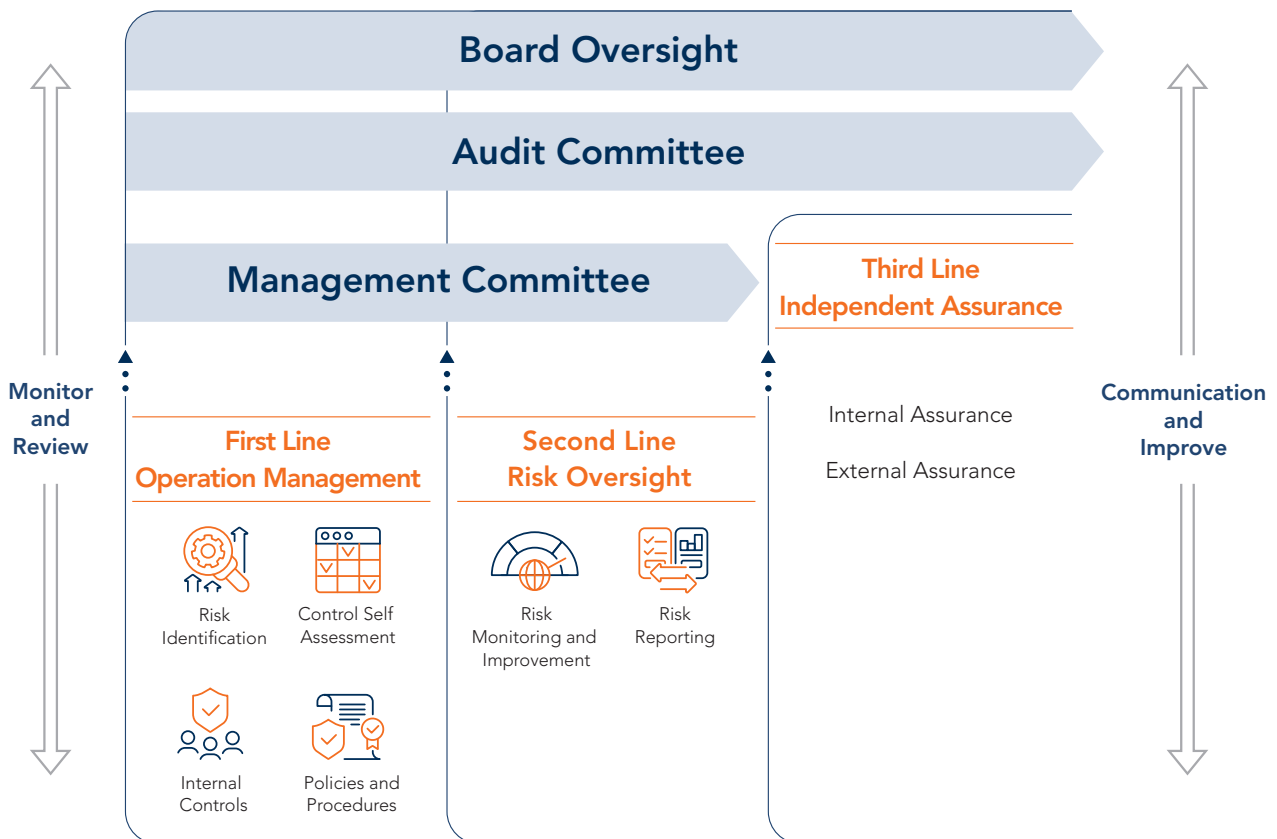 Board Oversight
Audit Committee
Management Committee
Monitor
and
Review
First Line
Operation Management
Risk
Identification
Control Self
Assessment
Internal
Controls
Policies and
Procedures
Second Line
Risk Oversight
Risk
Monitoring and
Improvement
Risk
Reporting
Third Line
Independent Assurance
Internal Assurance
External Assurance
Communication
and
Improve